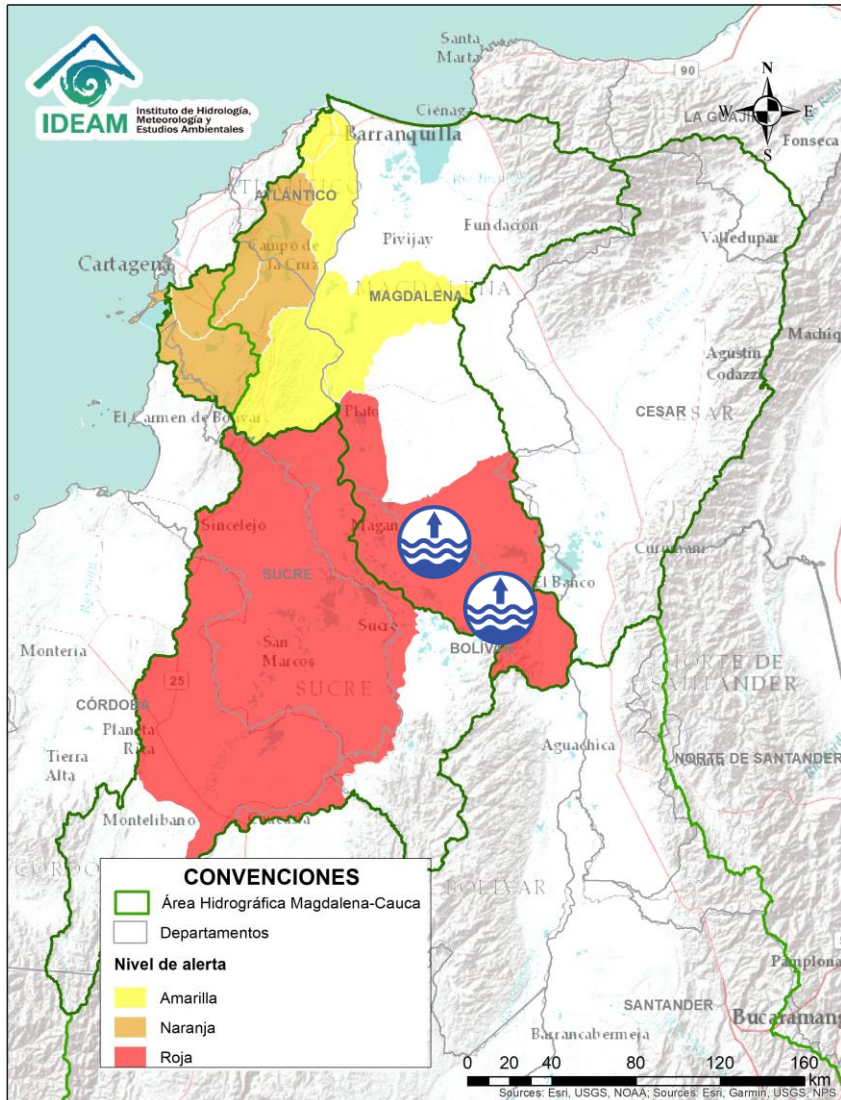 IDEAM
Instituto de Hidrología,
Meteorología y
Estudios Ambientales
Santa
Marta
90
N
W E
S
Ciénaga
LA GUAJIRA
Fonseca
Barranquilla
ATLÁNTICO
Valledupar
Pivijay
Fundación
Campo de
la Cruz
Cartagena
MAGDALENA
MAGDALENA
Agustín
Codazzi
CESAR
CESAR
El Carmen de Bolívar
Plato
Sincelejo
Magan
Curumaní
SUCRE
El Banco
Sucre
Montería
San
Marcos
BOLÍVAR
NORTE DE
SANTANDER
25
SUCRE
CÓRDOBA
Planeta
Rica
Aguachica
Tierra
Alta
NORTE DE SANTANDER
Montelíbano
BOLÍVAR
CONVENCIONES
Área Hidrográfica Magdalena-Cauca
Departamentos
Nivel de alerta
Amarilla
Naranja
Roja
Pamplona
SANTANDER
Bucaramang
Barrancabermeja
0 20 40 80 120 160
Km
Sources: Esri, USGS, NOAA; Sources: Esri, Garmin, USGS, NPS